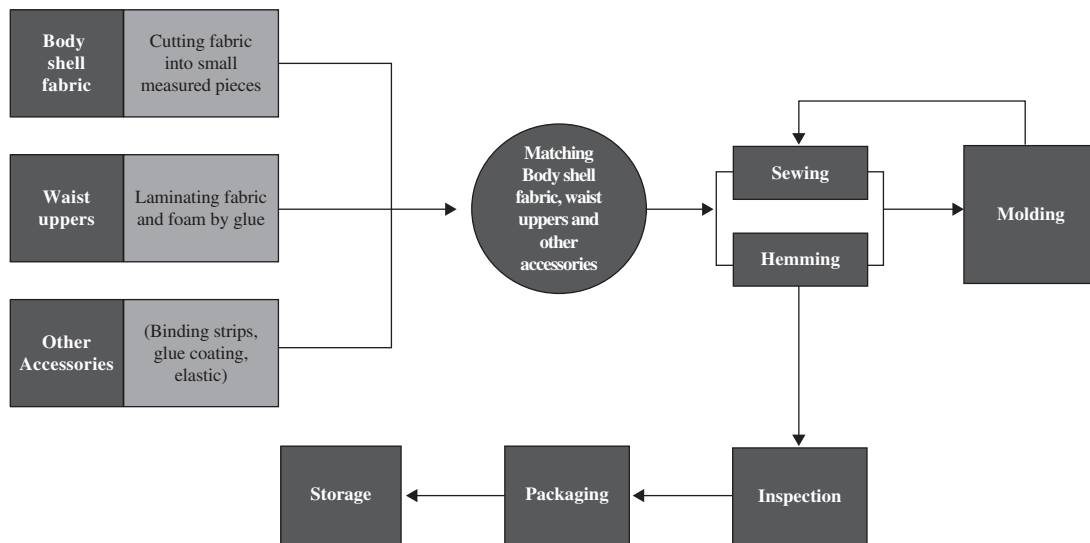 Body
shell
fabric
Cutting fabric
into small
measured pieces
Waist
uppers
Laminating fabric
and foam by glue
Other
Accessories
(Binding strips,
glue coating,
elastic)
Matching
Body shell
fabric, waist
uppers and
other
accessories
Sewing
Hemming
Molding
Storage
Packaging
Inspection